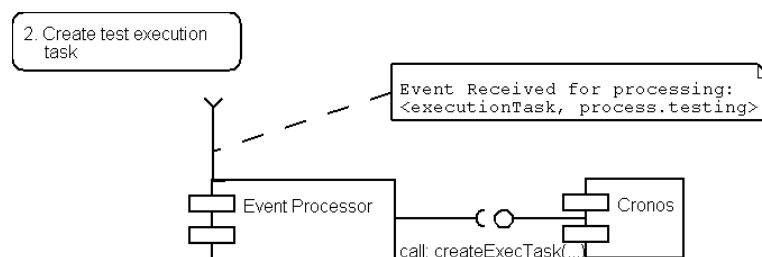 2. Create test execution
task
Event Received for processing:
<executionTask, process.testing>
Event Processor
Cronos
call: createExecTask(...)